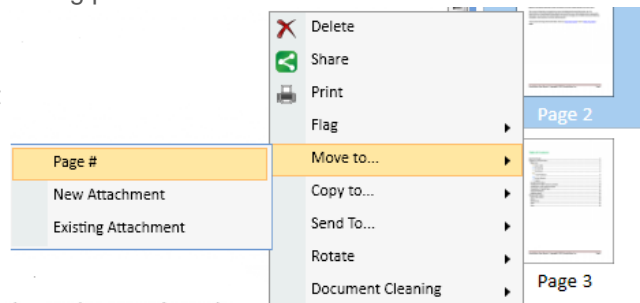 Delete
Share
Print
Flag
Move to...
Copy to...
Send To...
Rotate
Document Cleaning
Page #
New Attachment
Existing Attachment
Page 2
Page 3